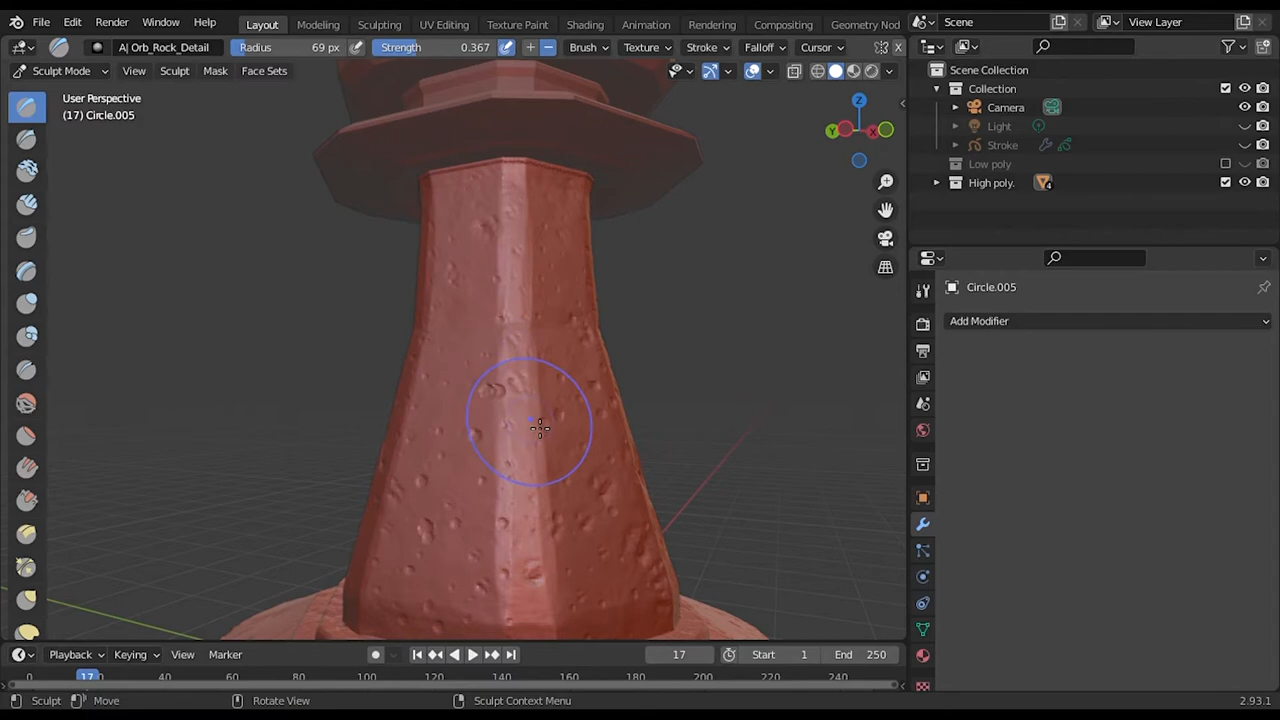 File Edit Render Window Help Layout Modeling Sculpting UV Editing Texture Paint Shading Animation Rendering Compositing Geometry Nod Scene View Layer
A| Orb_Rock_Detail Radius 69 px Strength 0.367 Brush Texture Stroke Falloff Cursor
Sculpt Mode View Sculpt Mask Face Sets
Scene Collection
Collection
Camera
Light
Stroke
Low poly
High poly. 4
User Perspective
(17) Circle.005
Z
Y X
Circle.005
Add Modifier
Playback Keying View Marker 17 Start 1 End 250
0 17 40 60 80 100 120 140 160 180 200 220 240
Sculpt Move Rotate View Sculpt Context Menu 2.93.1